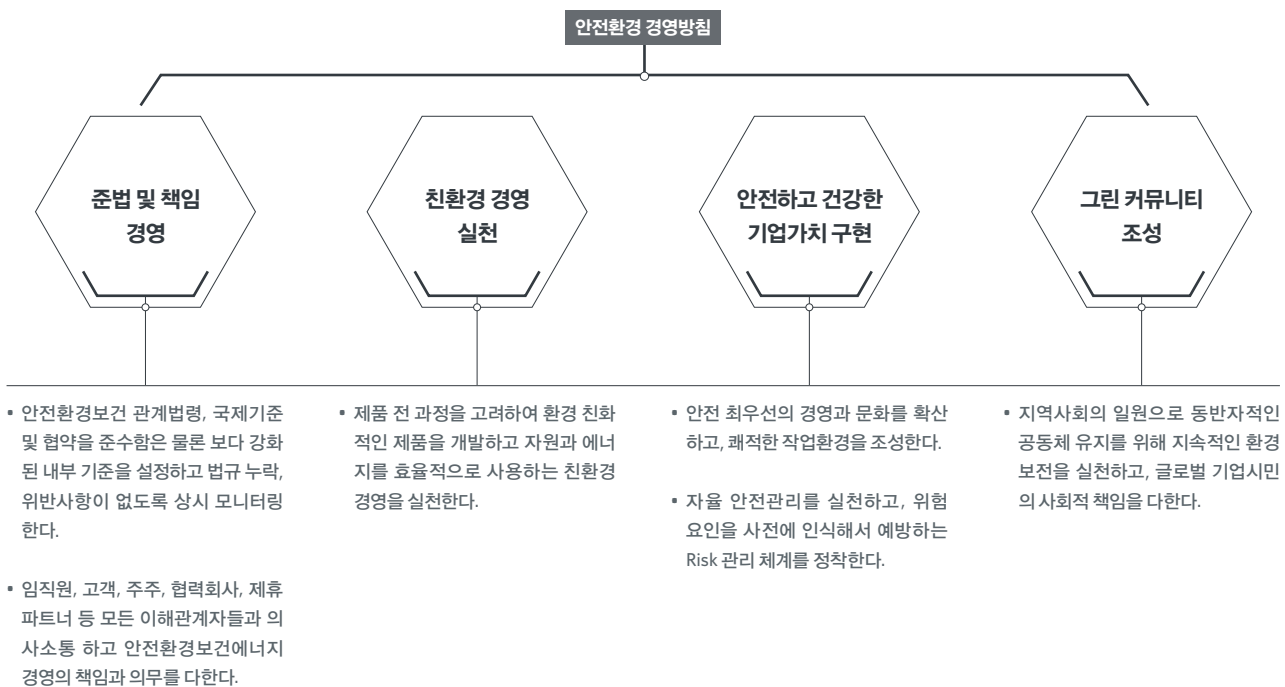 안전환경 경영방침
준법 및 책임
경영
친환경 경영
실천
안전하고 건강한
기업가치 구현
그린 커뮤니티
조성
• 안전환경보건 관계법령, 국제기준
및 협약을 준수함은 물론 보다 강화
된 내부 기준을 설정하고 법규 누락,
위반사항이 없도록 상시 모니터링
한다.
• 임직원, 고객, 주주, 협력회사, 제휴
파트너 등 모든 이해관계자들과 의
사소통 하고 안전환경보건에너지
경영의 책임과 의무를 다한다.
• 제품 전 과정을 고려하여 환경 친화
적인 제품을 개발하고 자원과 에너
지를 효율적으로 사용하는 친환경
경영을 실천한다.
• 안전 최우선의 경영과 문화를 확산
하고, 쾌적한 작업환경을 조성한다.
• 자율 안전관리를 실천하고, 위험
요인을 사전에 인식해서 예방하는
Risk 관리 체계를 정착한다.
• 지역사회의 일원으로 동반자적인
공동체 유지를 위해 지속적인 환경
보전을 실천하고, 글로벌 기업시민
의 사회적 책임을 다한다.